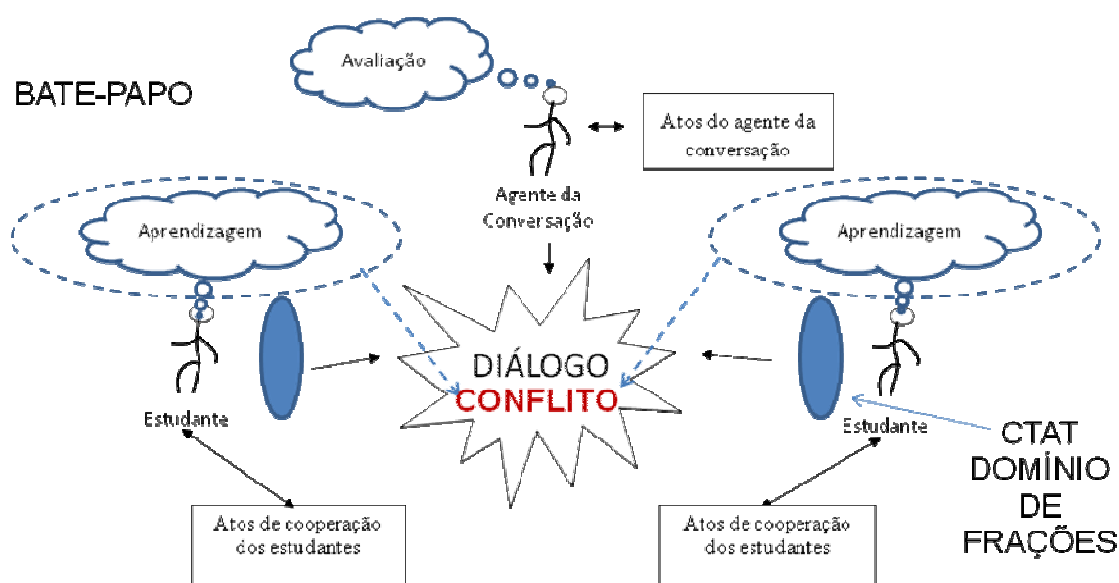 BATE-PAPO
Avaliação
Atos do agente da
conversação
Agente da
Conversação
Aprendizagem
Aprendizagem
DIÁLOGO
CONFLITO
Estudante
Estudante
CTAT
DOMÍNIO
DE
FRAÇÕES
Atos de cooperação
dos estudantes
Atos de cooperação
dos estudantes